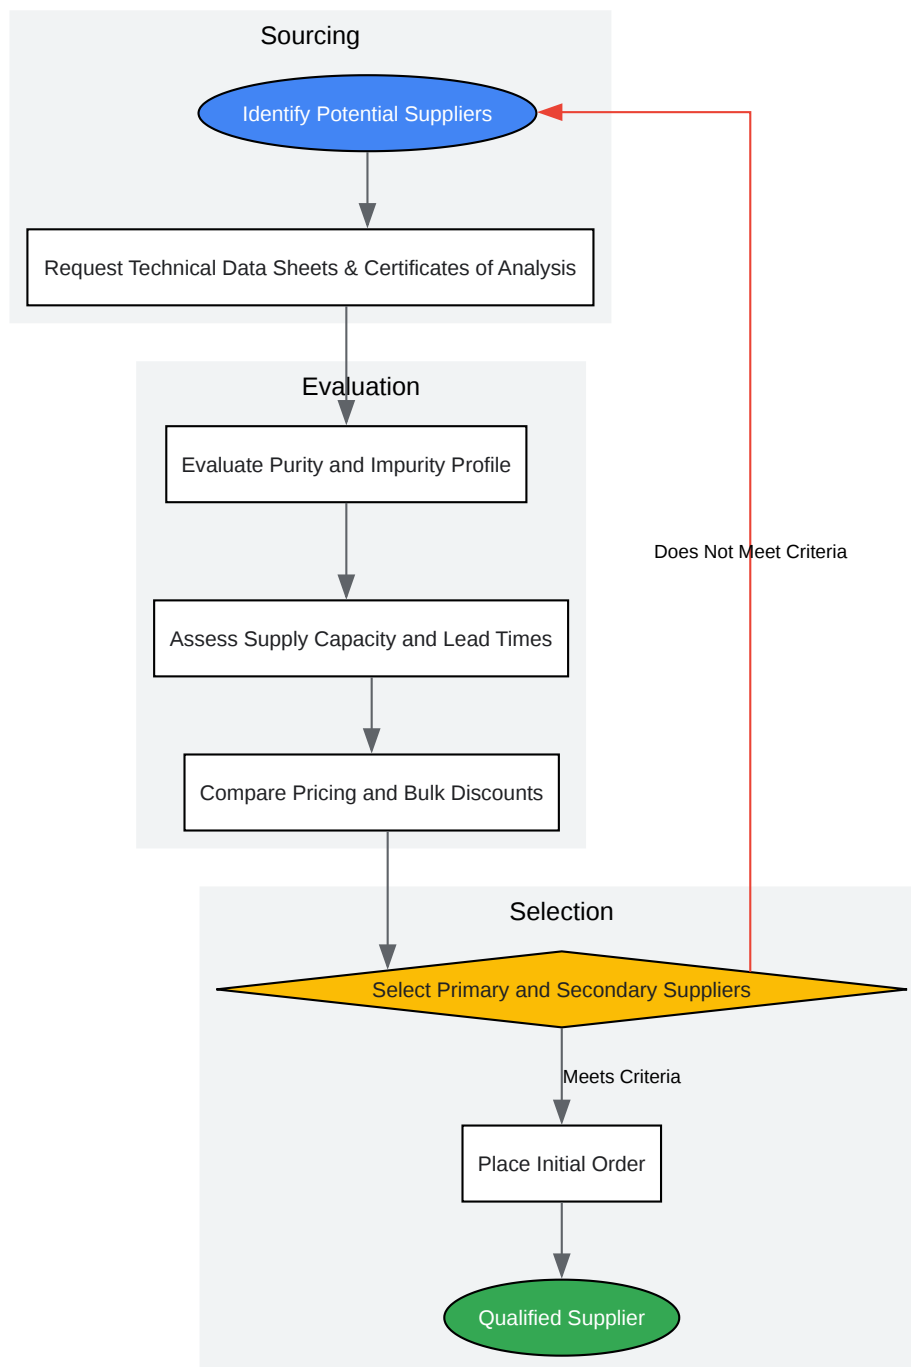 Sourcing
Identify Potential Suppliers
Request Technical Data Sheets & Certificates of Analysis
Evaluation
Evaluate Purity and Impurity Profile
Does Not Meet Criteria
Assess Supply Capacity and Lead Times
Compare Pricing and Bulk Discounts
Selection
Select Primary and Secondary Suppliers
Meets Criteria
Place Initial Order
Qualified Supplier